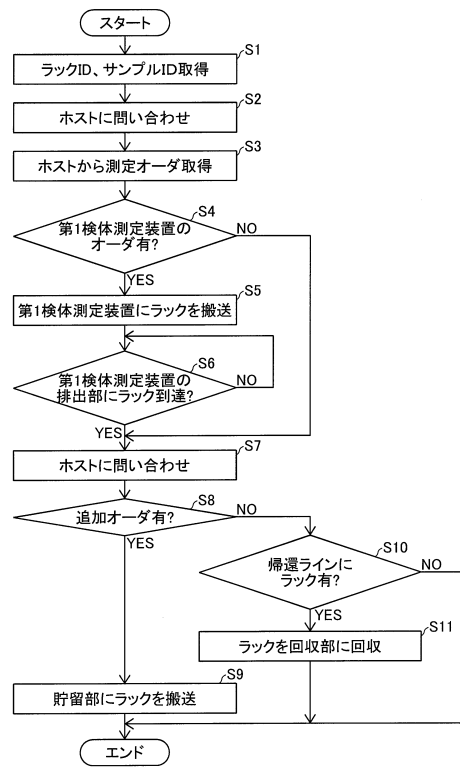 スタート
S1
ラックID、サンプルID取得
S2
ホストに問い合わせ
S3
ホストから測定オーダ取得
S4
第1検体測定装置の
オーダ有?
NO
YES
S5
第1検体測定装置にラックを搬送
S6
第1検体測定装置の
排出部にラック到達?
NO
YES
S7
ホストに問い合わせ
S8
追加オーダ有?
NO
YES
S10
帰還ラインに
ラック有?
NO
YES
S11
ラックを回収部に回収
S9
貯留部にラックを搬送
エンド